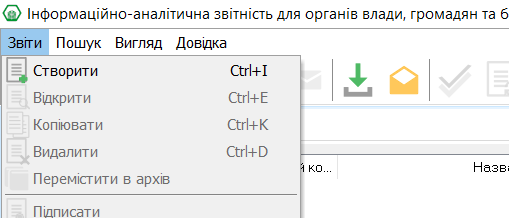 Інформаційно-аналітична звітність для органів влади, громадян та б
Звіти Пошук Вигляд Довідка
Створити Ctrl+I
Відкрити Ctrl+E
Копіювати Ctrl+K
Видалити Ctrl+D
Перемістити в архів
Підписати
й ко... Назва